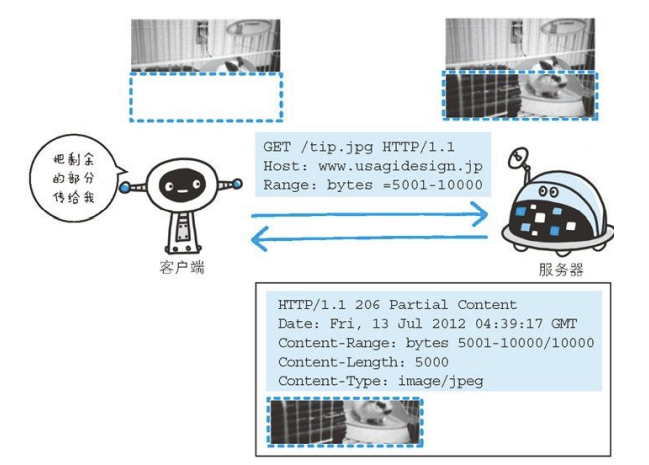 把剩余
的部分
传给我
GET /tip.jpg HTTP/1.1
Host: www.usagidesign.jp
Range: bytes =5001-10000
客户端
服务器
HTTP/1.1 206 Partial Content
Date: Fri, 13 Jul 2012 04:39:17 GMT
Content-Range: bytes 5001-10000/10000
Content-Length: 5000
Content-Type: image/jpeg